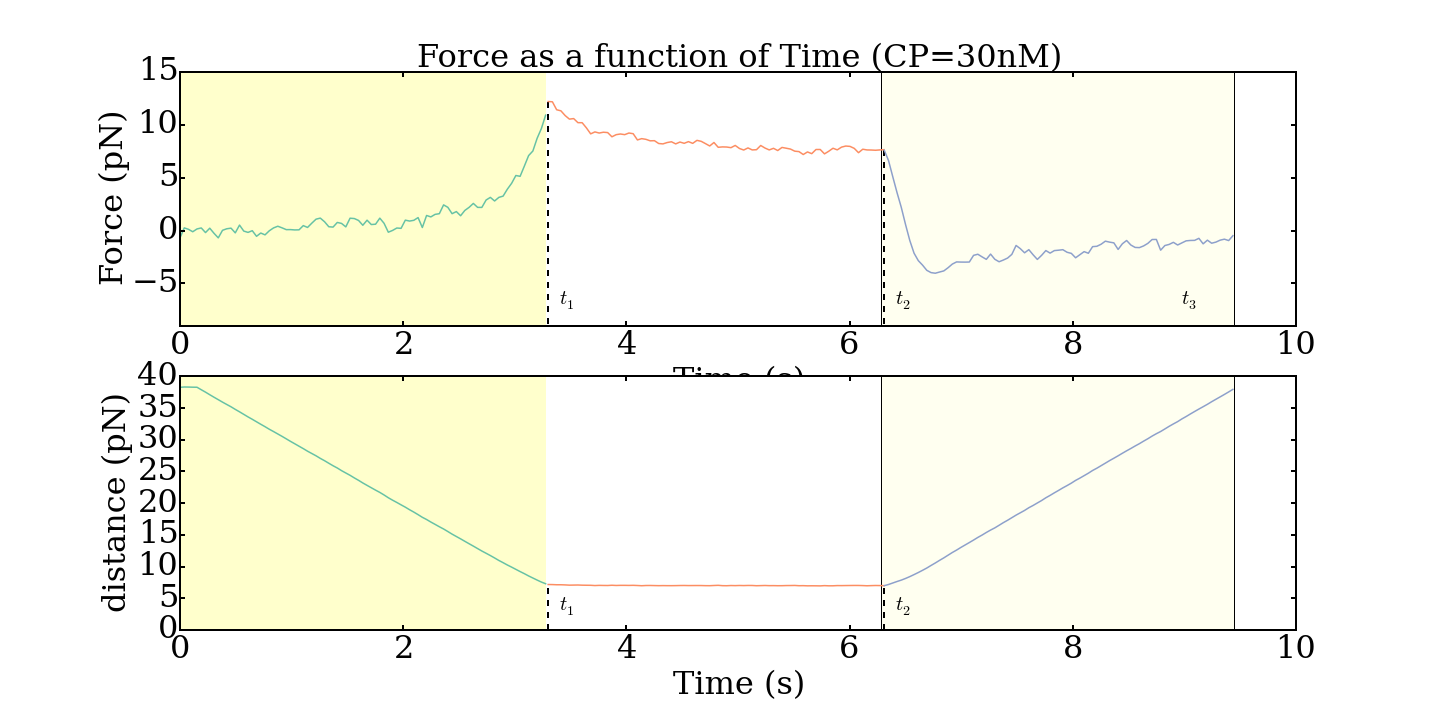 Force as a function of Time (CP=30nM)
15
10
5
0
−5
Force (pN)
t1
t2
t3
0 2 4 6 8 10
Time (s)
40
35
30
25
20
15
10
5
0
distance (pN)
t1
t2
0 2 4 6 8 10
Time (s)